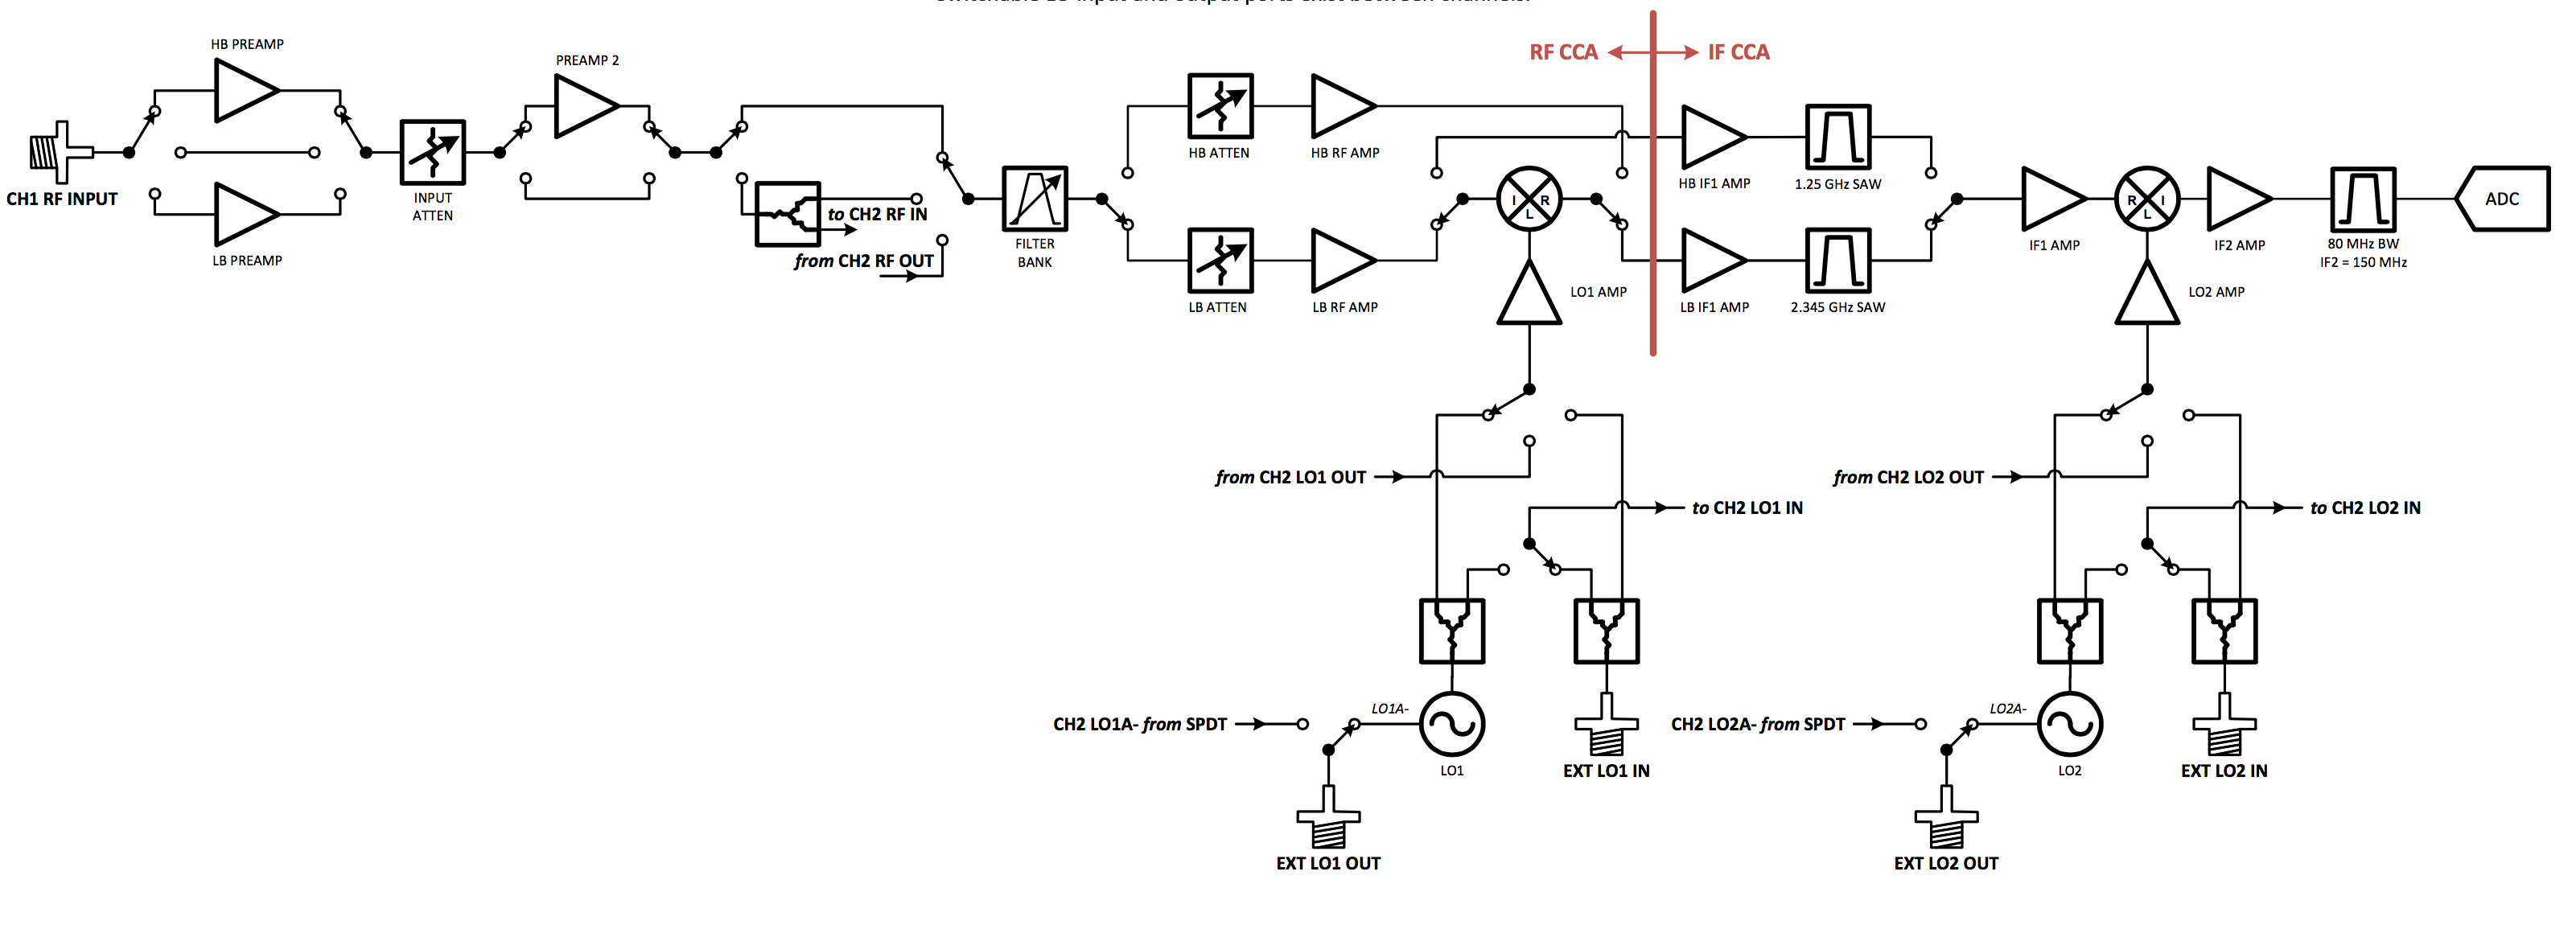 HB PREAMP
PREAMP 2
RF CCA
IF CCA
CH1 RF INPUT
INPUT
ATTEN
LB PREAMP
to CH2 RF IN
from CH2 RF OUT
FILTER
BANK
HB ATTEN
HB RF AMP
LB ATTEN
LB RF AMP
I
R
L
LO1 AMP
HB IF1 AMP
1.25 GHz SAW
LB IF1 AMP
2.345 GHz SAW
IF1 AMP
R
I
L
LO2 AMP
IF2 AMP
80 MHz BW
IF2 = 150 MHz
ADC
from CH2 LO1 OUT
to CH2 LO1 IN
from CH2 LO2 OUT
to CH2 LO2 IN
CH2 LO1A- from SPDT
LO1A-
LO1
EXT LO1 IN
EXT LO1 OUT
CH2 LO2A- from SPDT
LO2A-
LO2
EXT LO2 IN
EXT LO2 OUT